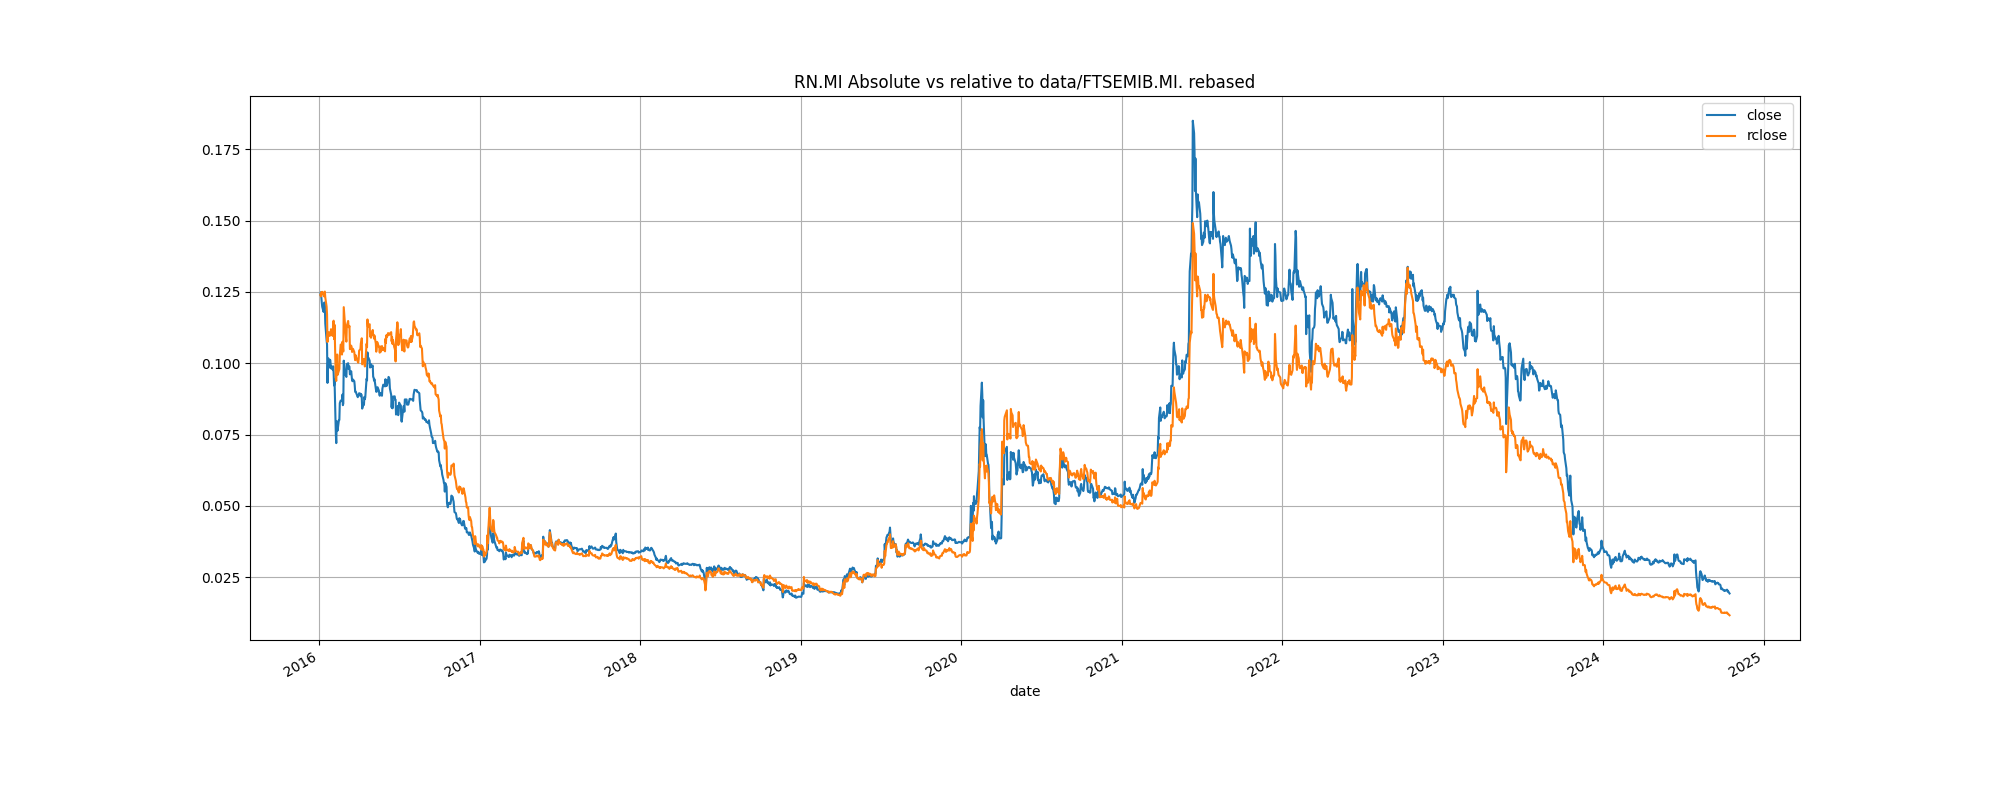 RN.MI Absolute vs relative to data/FTSEMIB.MI. rebased
close
rclose
0.175
0.150
0.125
0.100
0.075
0.050
0.025
2016 2017 2018 2019 2020 2021 2022 2023 2024 2025
date